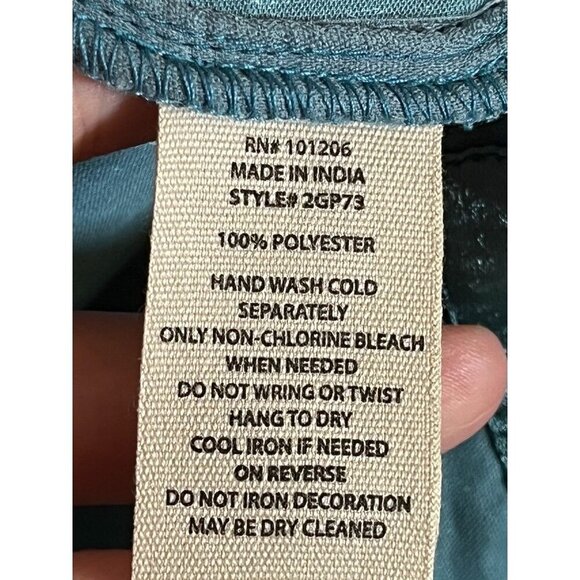 RN# 101206
MADE IN INDIA
STYLE# 2GP73
100% POLYESTER
HAND WASH COLD
SEPARATELY
ONLY NON-CHLORINE BLEACH
WHEN NEEDED
DO NOT WRING OR TWIST
HANG TO DRY
COOL IRON IF NEEDED
ON REVERSE
DO NOT IRON DECORATION
MAY BE DRY CLEANED